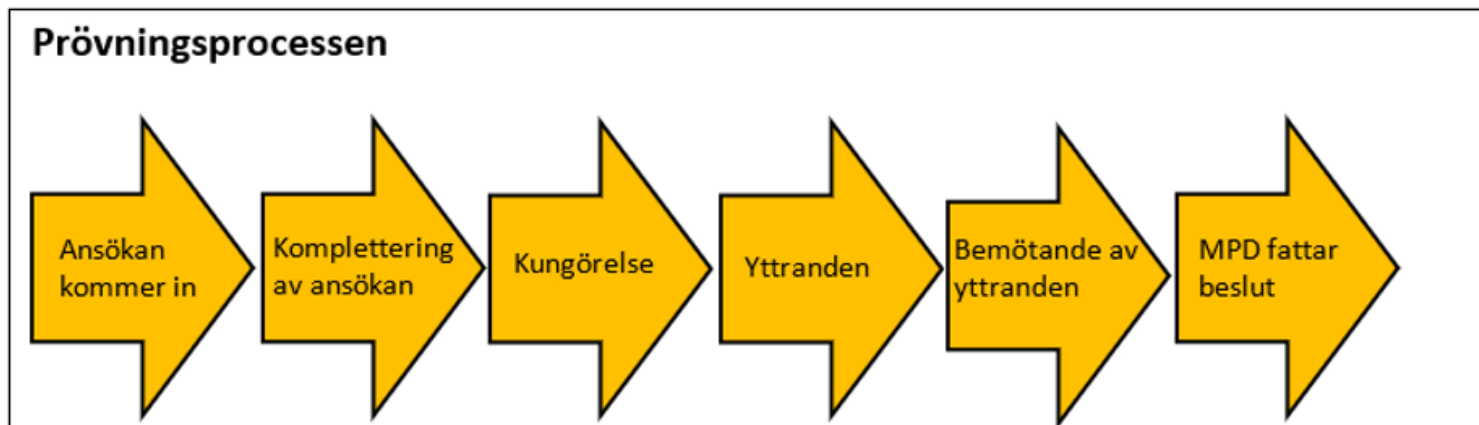 Prövningsprocessen
Ansökan
kommer in
Komplettering
av ansökan
Kungörelse
Yttranden
Bemötande av
yttranden
MPD fattar
beslut